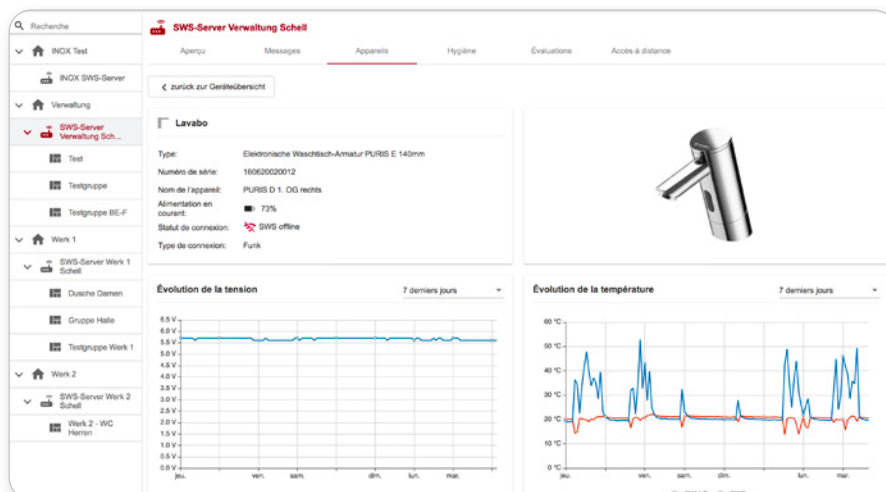 Recherche
INOX Test
INOX SWS-Server
Verwaltung
SWS-Server
Verwaltung Sch...
Test
Testgruppe
Testgruppe BE-F
Werk 1
SWS-Server Werk 1
Schell
Dusche Damen
Gruppe Halle
Testgruppe Werk 1
Werk 2
SWS-Server Werk 2
Schell
Werk 2 - WC
Herren
SWS-Server Verwaltung Schell
Aperçu Messages Appareils Hygiène Évaluations Accès à distance
zurück zur Geräteübersicht
Lavabo
Type: Elektronische Waschtisch-Armatur PURIS E 140mm
Numéro de série: 160620020012
Nom de l'appareil: PURIS D 1. OG rechts
Alimentation en
courant: 73%
Statut de connexion: SWS offline
Type de connexion: Funk
Évolution de la tension 7 derniers jours
6.5 V
6.0 V
5.5 V
5.0 V
4.5 V
4.0 V
3.5 V
3.0 V
2.5 V
2.0 V
1.5 V
1.0 V
0.5 V
0.0 V
jeu. ven. sam. dim. lun. mar.
Évolution de la température 7 derniers jours
60 °C
50 °C
40 °C
30 °C
20 °C
10 °C
0 °C
jeu. ven. sam. dim. lun. mar.